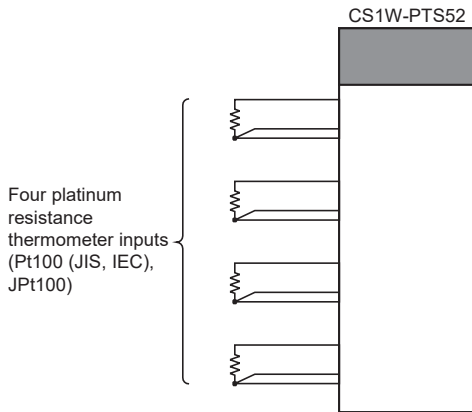 CS1W-PTS52
Four platinum
resistance
thermometer inputs
(Pt100 (JIS, IEC),
JPt100)